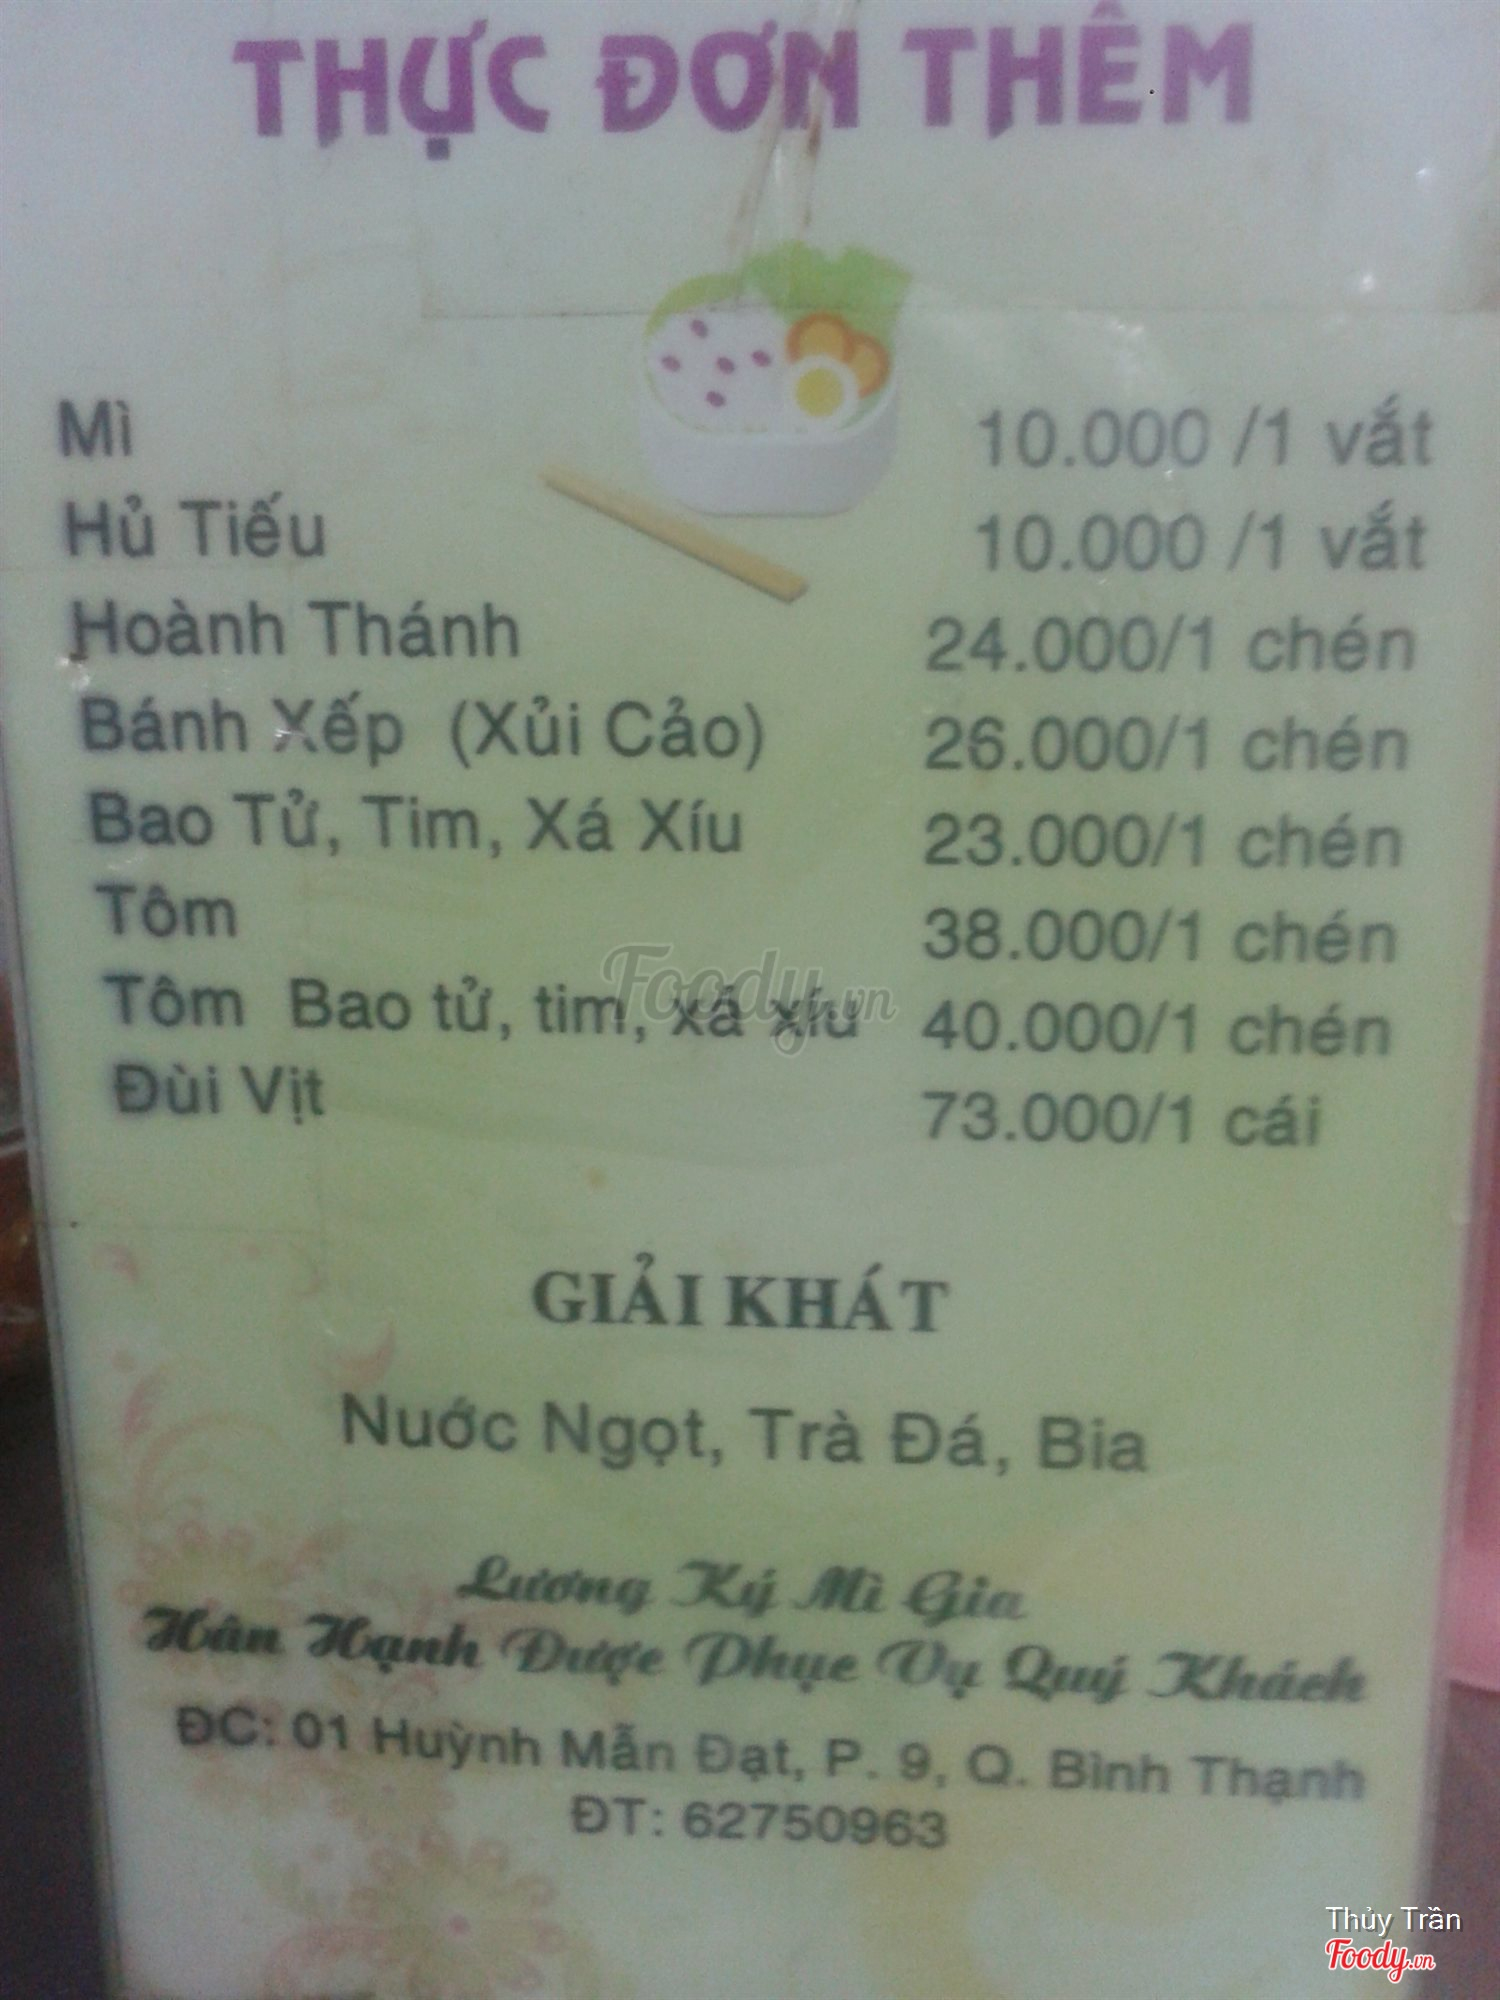 THỰC ĐƠN THÊM
Mì 10.000 /1 vắt
Hủ Tiếu 10.000 /1 vắt
Hoành Thánh 24.000/1 chén
Bánh Xếp (Xủi Cảo) 26.000/1 chén
Bao Tử, Tim, Xá Xíu 23.000/1 chén
Tôm 38.000/1 chén
Tôm Bao tử, tim, xá xíu 40.000/1 chén
Đùi Vịt 73.000/1 cái
Foody.vn
GIẢI KHÁT
Nước Ngọt, Trà Đá, Bia
Lương Ký Mì Gia
Hân Hạnh Được Phục Vụ Quý Khách
ĐC: 01 Huỳnh Mẫn Đạt, P. 9, Q. Bình Thạnh
ĐT: 62750963
Thủy Trần
Foody.vn